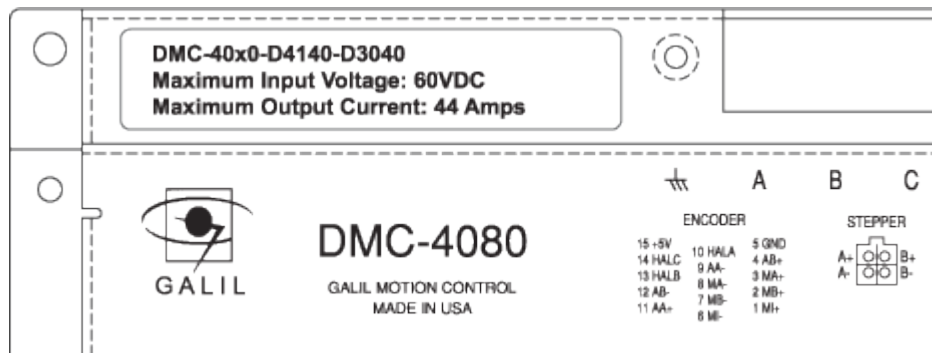 DMC-40x0-D4140-D3040
Maximum Input Voltage: 60VDC
Maximum Output Current: 44 Amps
A B C
GALIL
DMC-4080
GALIL MOTION CONTROL
MADE IN USA
ENCODER
15 +5V
14 HALC
13 HALB
12 AB-
11 AA+
10 HALA
9 AA-
8 MA-
7 MB-
6 MI-
5 GND
4 AB+
3 MA+
2 MB+
1 MI+
STEPPER
A+ B+
A- B-